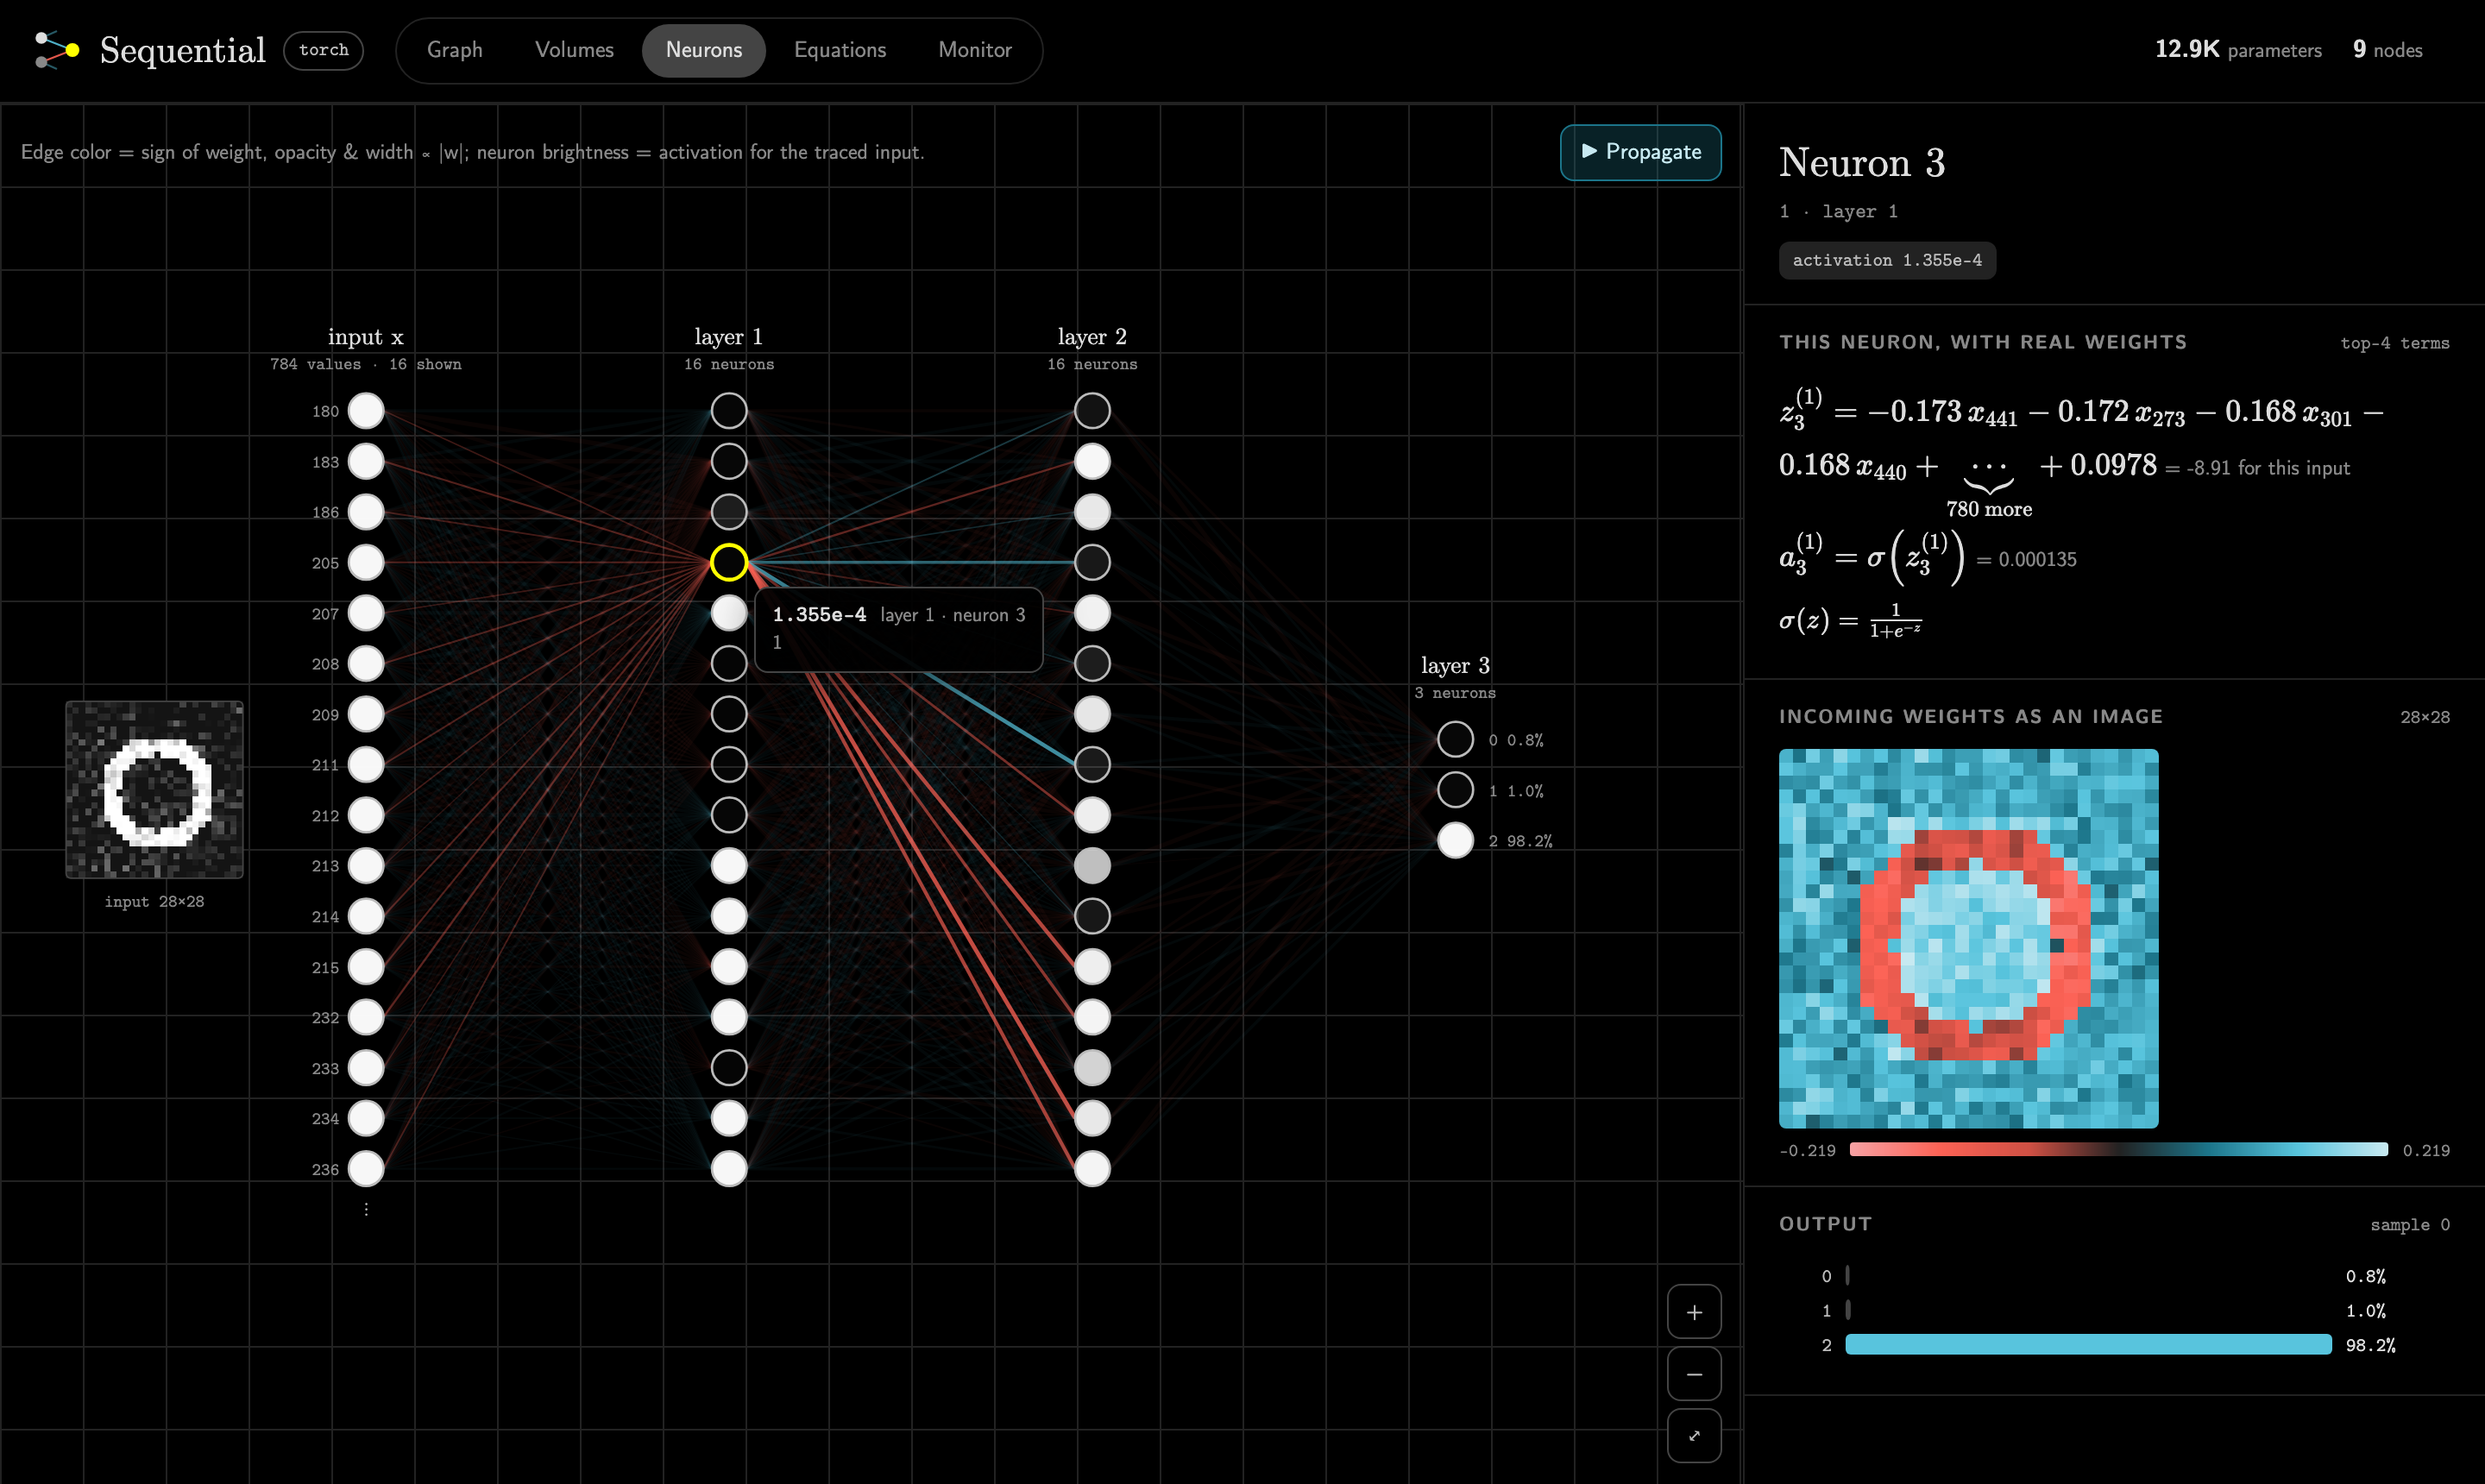 Sequential torch Graph Volumes Neurons Equations Monitor 12.9K parameters 9 nodes
Edge color = sign of weight, opacity & width ∝ |w|; neuron brightness = activation for the traced input.
▶ Propagate
input x
784 values · 16 shown
180
183
186
205
207
208
209
211
212
213
214
215
232
233
234
236
⋮
input 28×28
layer 1
16 neurons
1.355e-4 layer 1 · neuron 3
1
layer 2
16 neurons
layer 3
3 neurons
0 0.8%
1 1.0%
2 98.2%
+
−
⤢
Neuron 3
1 · layer 1
activation 1.355e-4
THIS NEURON, WITH REAL WEIGHTS top-4 terms
z₃⁽¹⁾ = −0.173 x₄₄₁ − 0.172 x₂₇₃ − 0.168 x₃₀₁ −
0.168 x₄₄₀ + ⋯ + 0.0978 = -8.91 for this input
780 more
a₃⁽¹⁾ = σ(z₃⁽¹⁾) = 0.000135
σ(z) = 1/(1+e⁻ᶻ)
INCOMING WEIGHTS AS AN IMAGE 28×28
-0.219 0.219
OUTPUT sample 0
0 0.8%
1 1.0%
2 98.2%